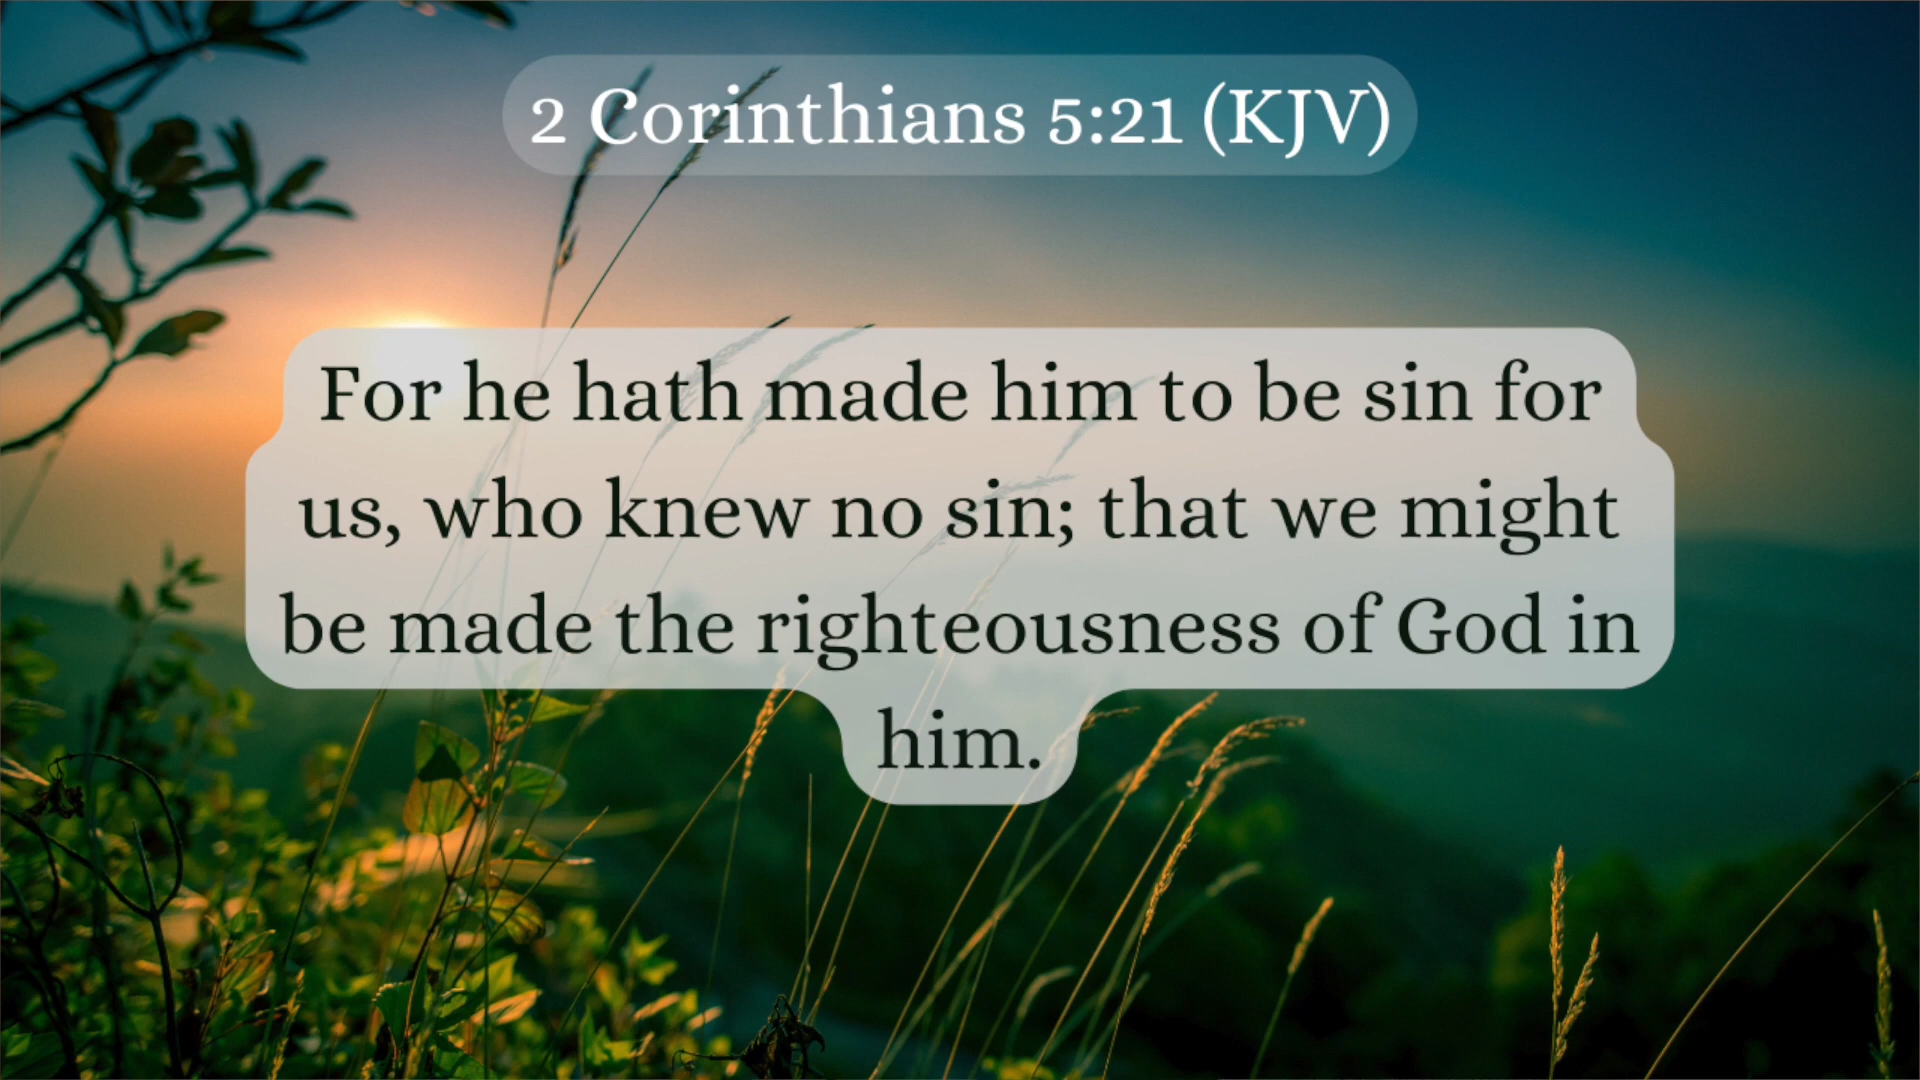 2 Corinthians 5:21 (KJV)
For he hath made him to be sin for
us, who knew no sin; that we might
be made the righteousness of God in
him.